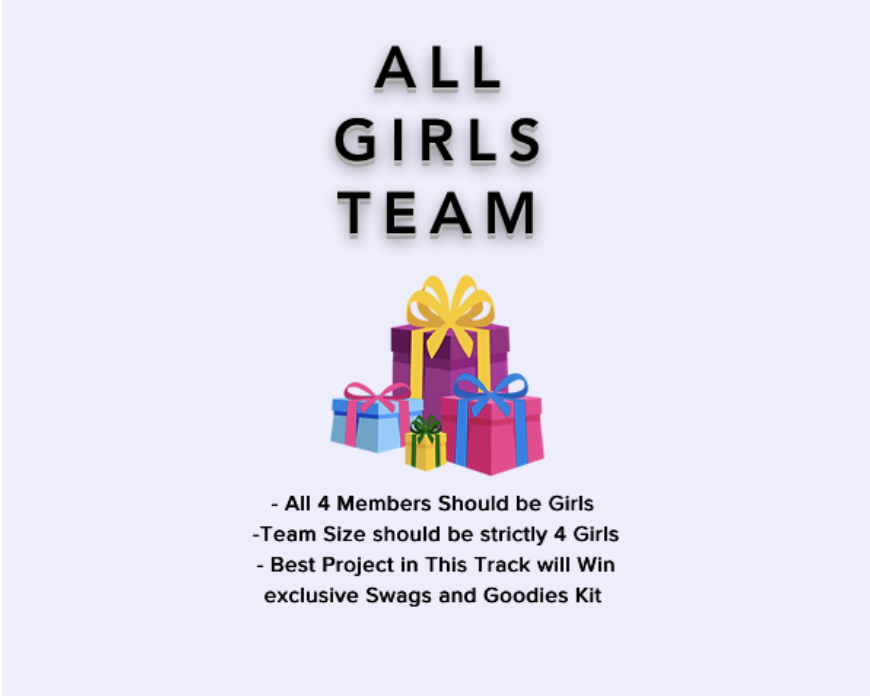 ALL
GIRLS
TEAM
- All 4 Members Should be Girls
-Team Size should be strictly 4 Girls
- Best Project in This Track will Win
exclusive Swags and Goodies Kit